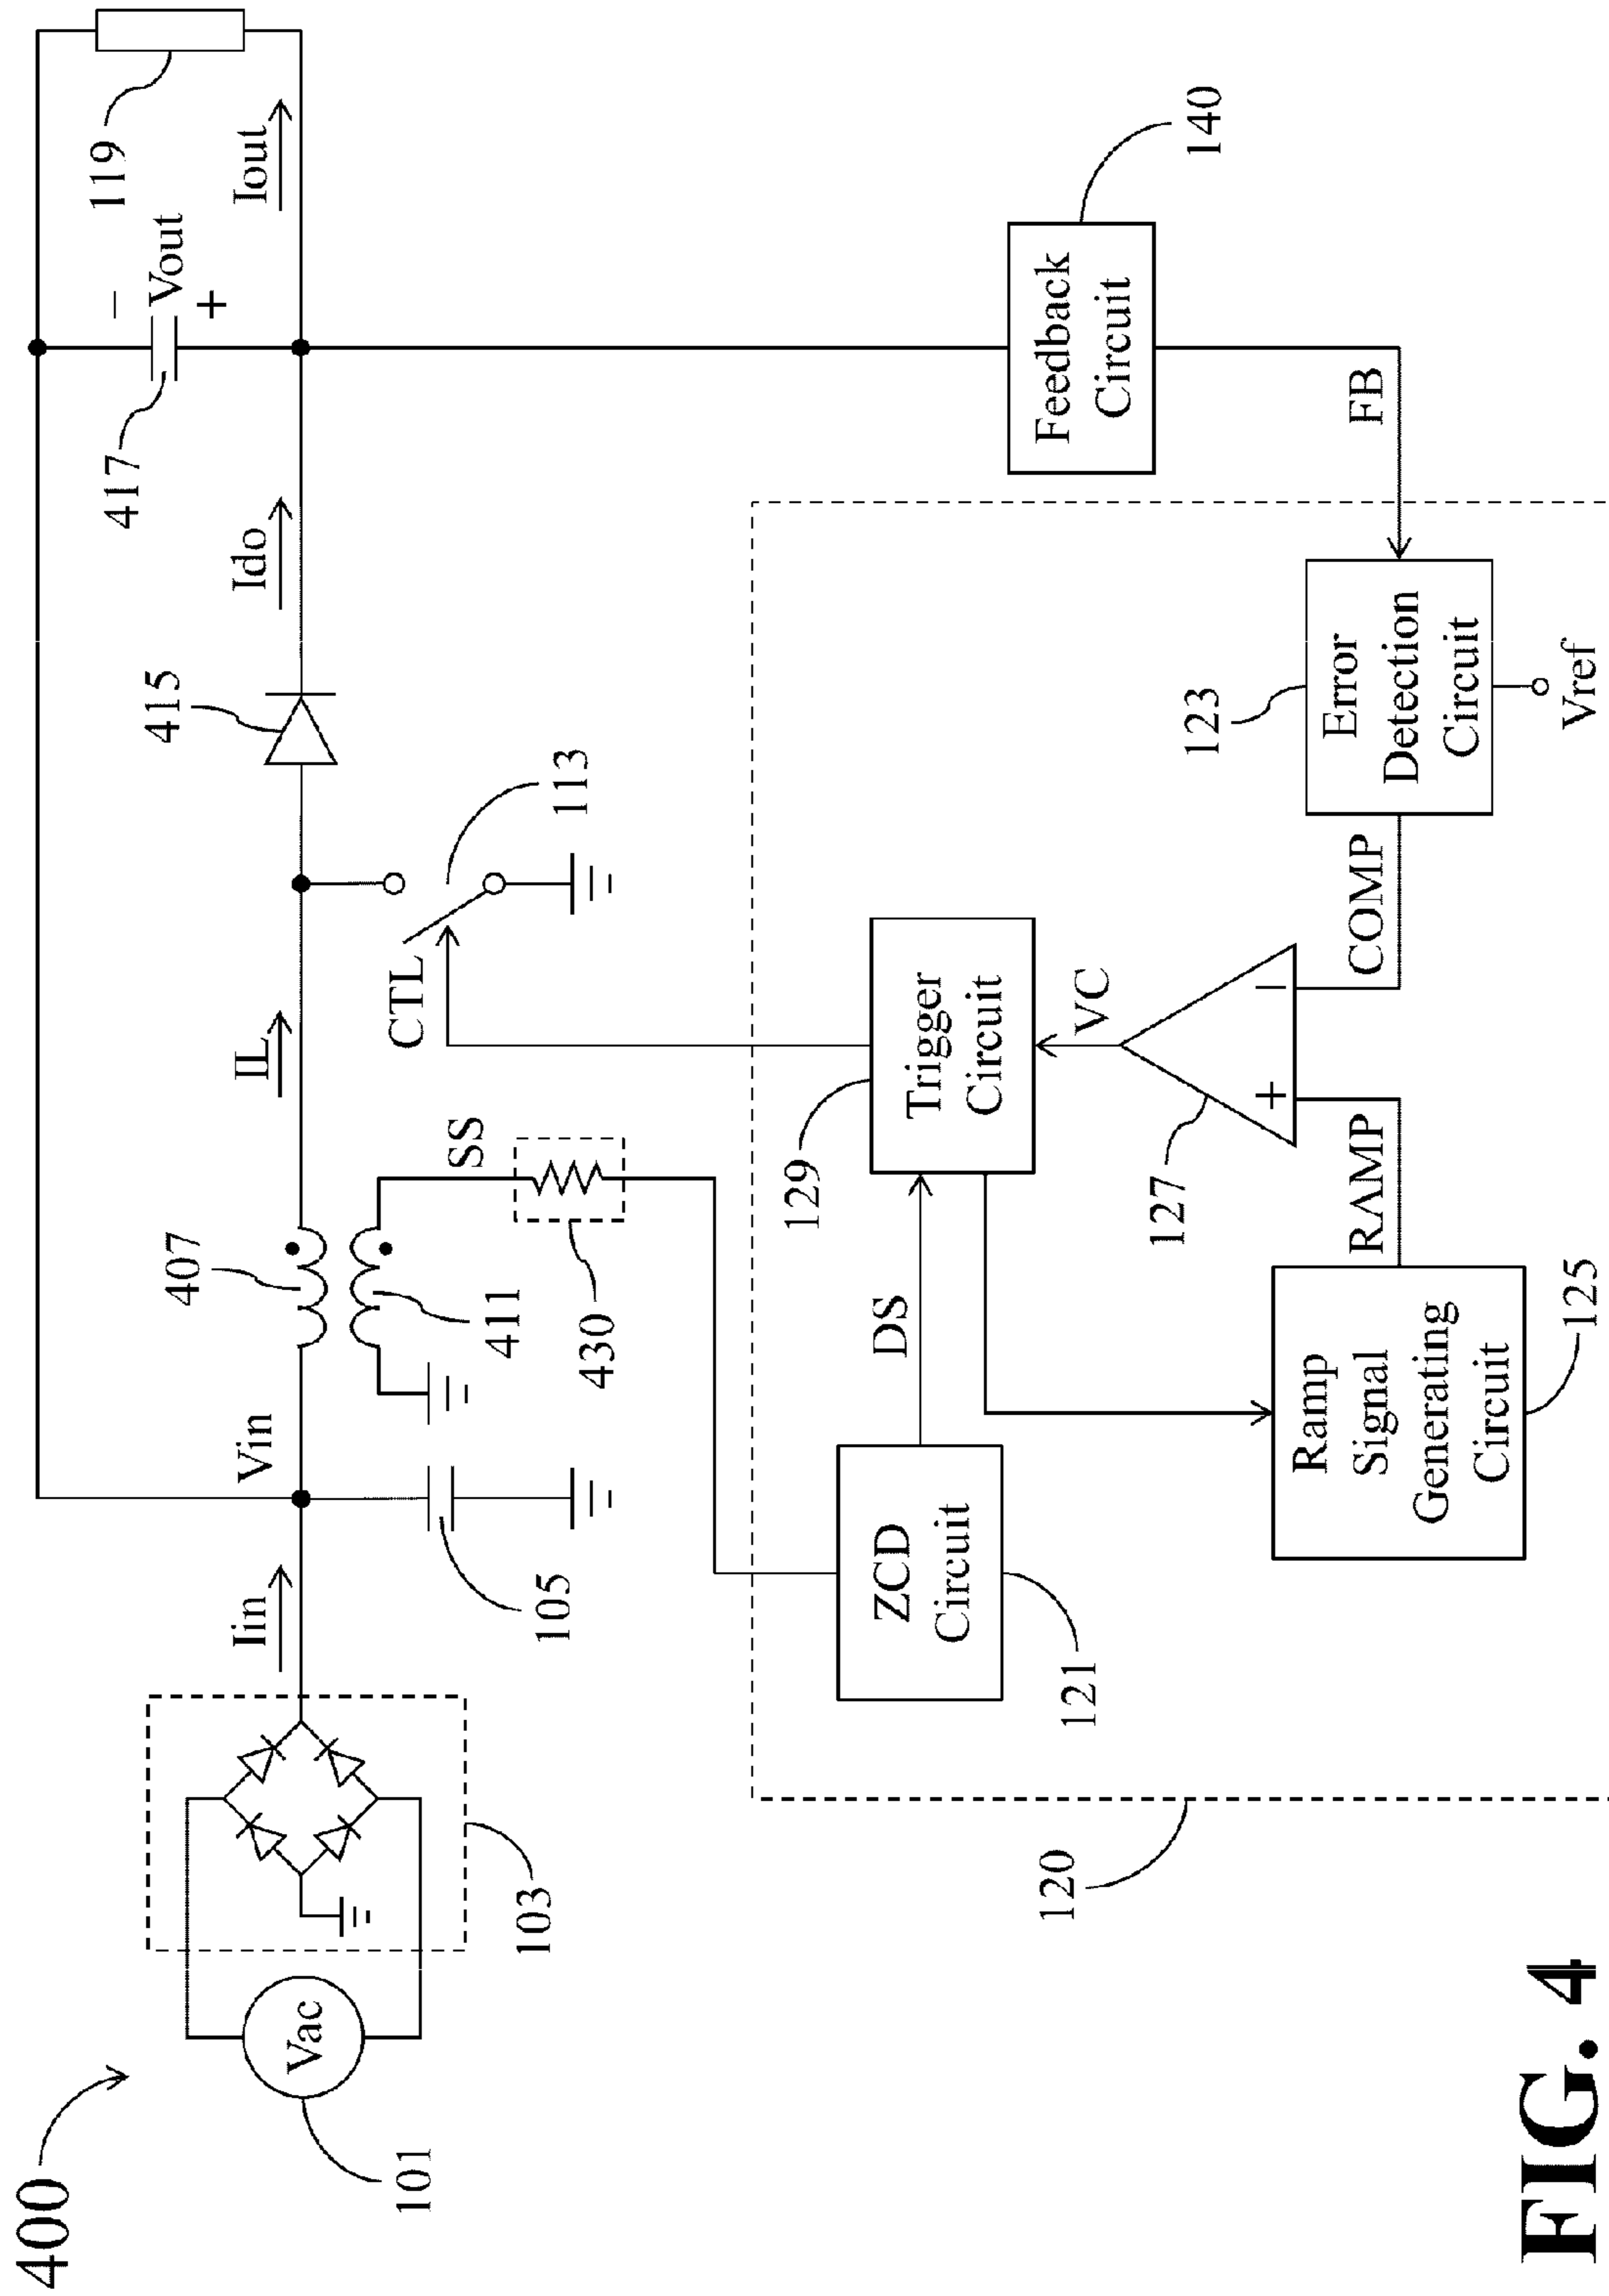 400
101
Vac
103
Iin
105
Vin
407
411
IL
SS
430
415
Ido
CTL
113
417
−
Vout
+
Iout
119
120
ZCD
Circuit
121
DS
Trigger
Circuit
129
VC
127
+
−
RAMP
COMP
Ramp
Signal
Generating
Circuit
125
Error
Detection
Circuit
123
Vref
FB
Feedback
Circuit
140
FIG. 4